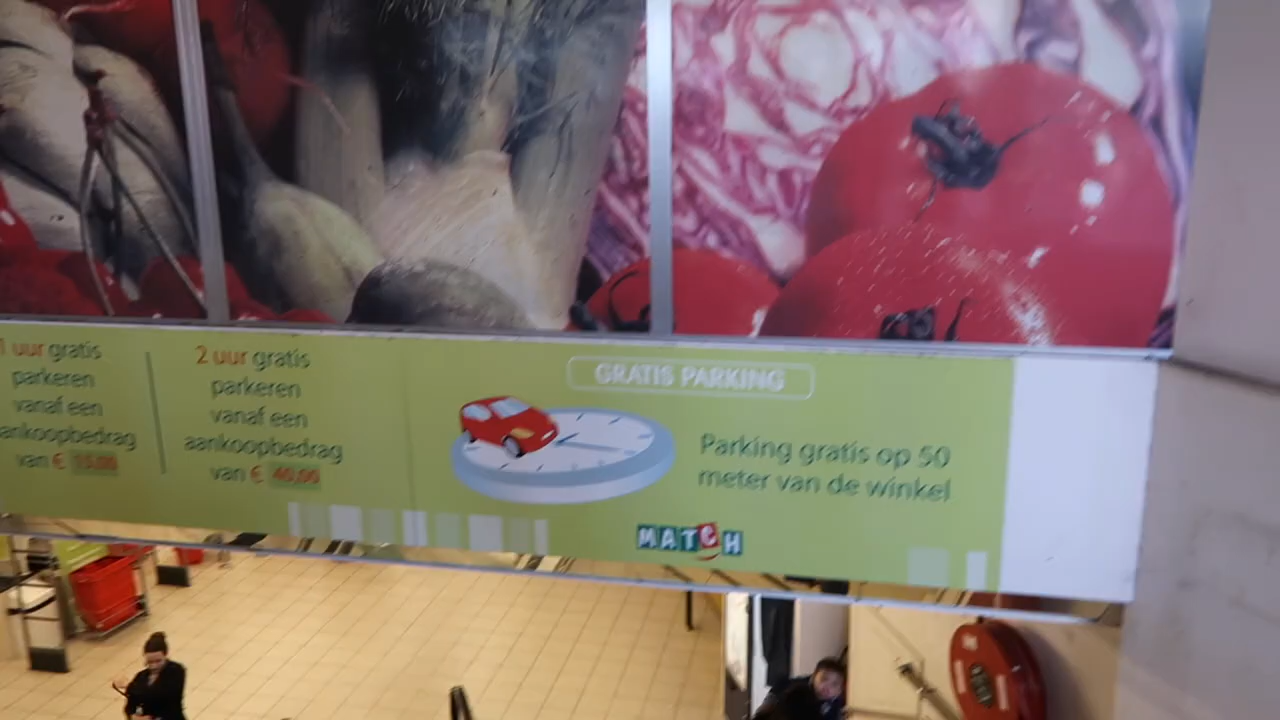 1 uur gratis
parkeren
vanaf een
aankoopbedrag
van € 15.00
2 uur gratis
parkeren
vanaf een
aankoopbedrag
van € 40,00
GRATIS PARKING
Parking gratis op 50
meter van de winkel
MATCH